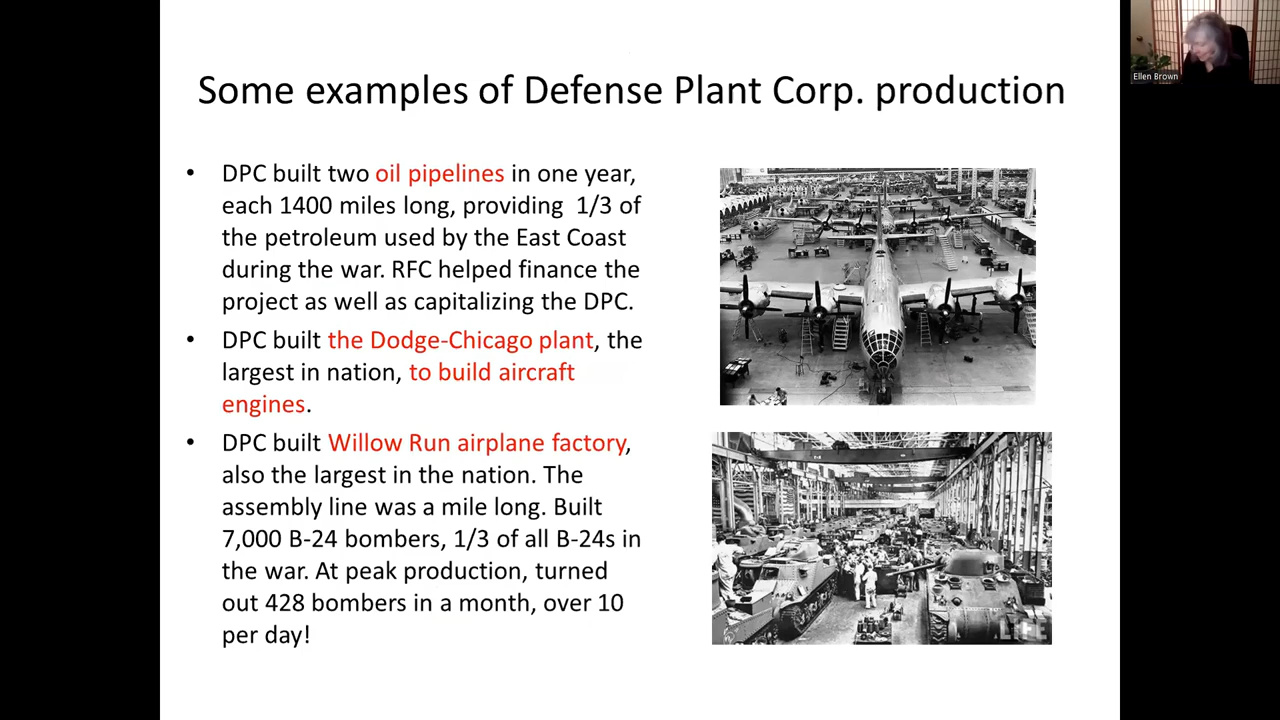 Some examples of Defense Plant Corp. production
• DPC built two oil pipelines in one year,
each 1400 miles long, providing 1/3 of
the petroleum used by the East Coast
during the war. RFC helped finance the
project as well as capitalizing the DPC.
• DPC built the Dodge-Chicago plant, the
largest in nation, to build aircraft
engines.
• DPC built Willow Run airplane factory,
also the largest in the nation. The
assembly line was a mile long. Built
7,000 B-24 bombers, 1/3 of all B-24s in
the war. At peak production, turned
out 428 bombers in a month, over 10
per day!
LIFE
Ellen Brown